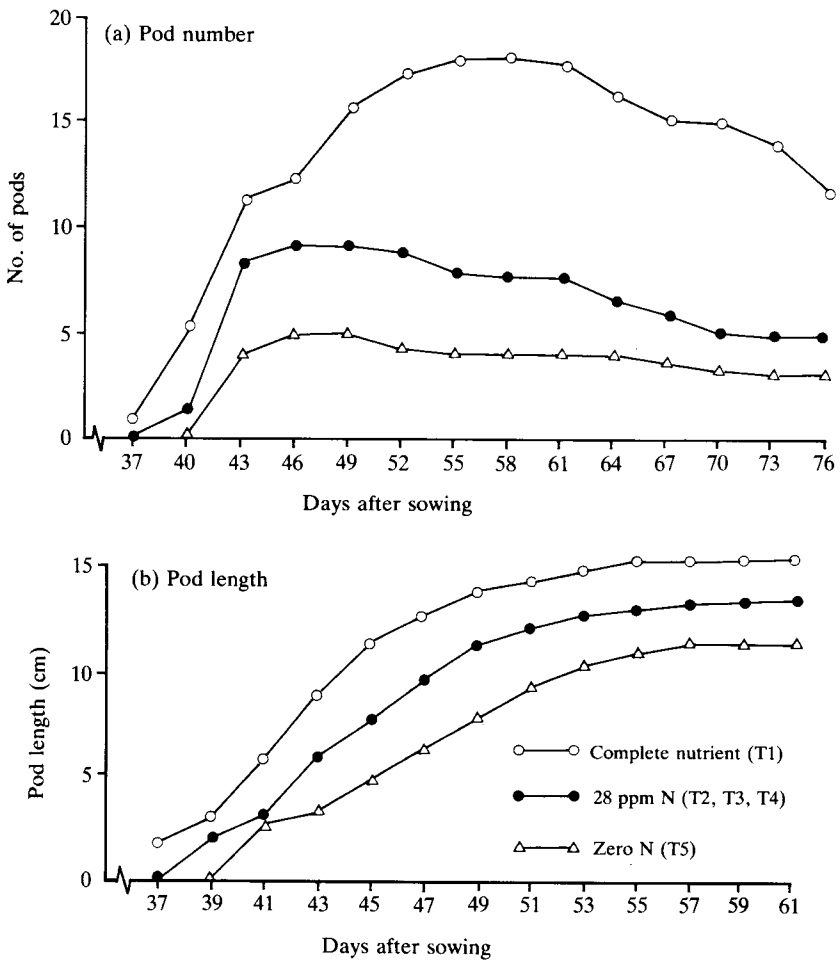 (a) Pod number
No. of pods
20
15
10
5
0
37 40 43 46 49 52 55 58 61 64 67 70 73 76
Days after sowing
(b) Pod length
Pod length (cm)
15
10
5
0
Complete nutrient (T1)
28 ppm N (T2, T3, T4)
Zero N (T5)
37 39 41 43 45 47 49 51 53 55 57 59 61
Days after sowing